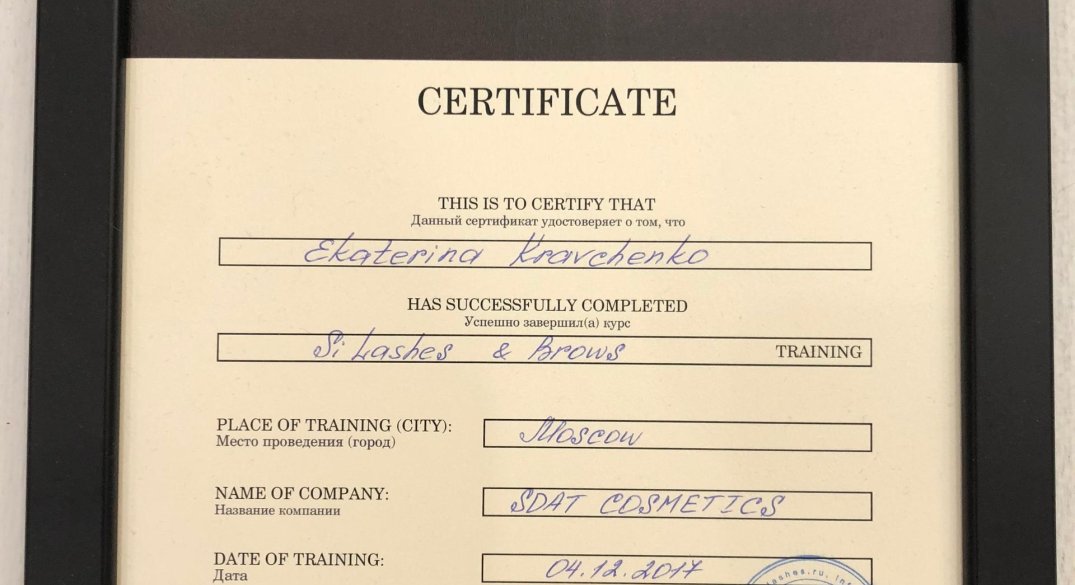 CERTIFICATE
THIS IS TO CERTIFY THAT
Данный сертификат удостоверяет о том, что
Ekaterina Kravchenko
HAS SUCCESSFULLY COMPLETED
Успешно завершил(а) курс
Si Lashes & Brows TRAINING
PLACE OF TRAINING (CITY): Moscow
Место проведения (город)
NAME OF COMPANY: SDAT COSMETICS
Название компании
DATE OF TRAINING: 04.12.2017
Дата